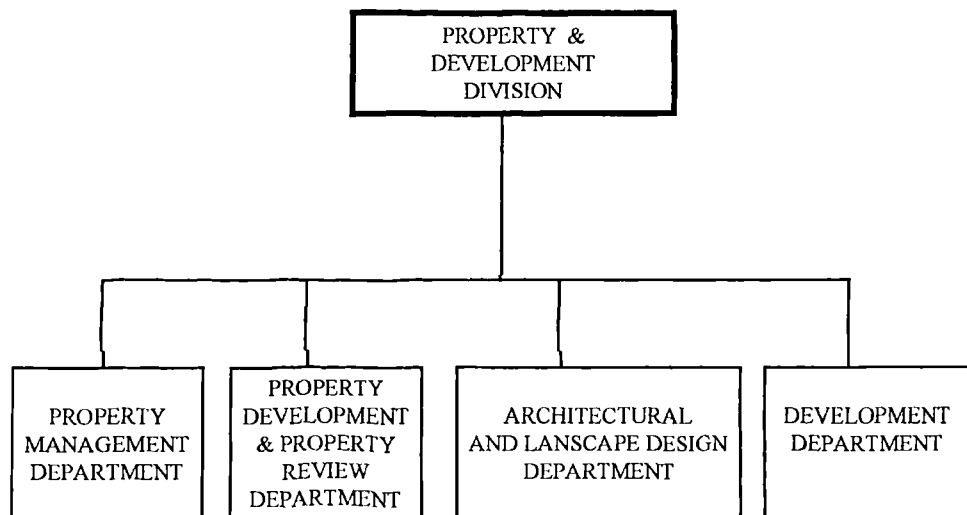 PROPERTY &
DEVELOPMENT
DIVISION
PROPERTY
MANAGEMENT
DEPARTMENT
PROPERTY
DEVELOPMENT
& PROPERTY
REVIEW
DEPARTMENT
ARCHITECTURAL
AND LANSCAPE DESIGN
DEPARTMENT
DEVELOPMENT
DEPARTMENT